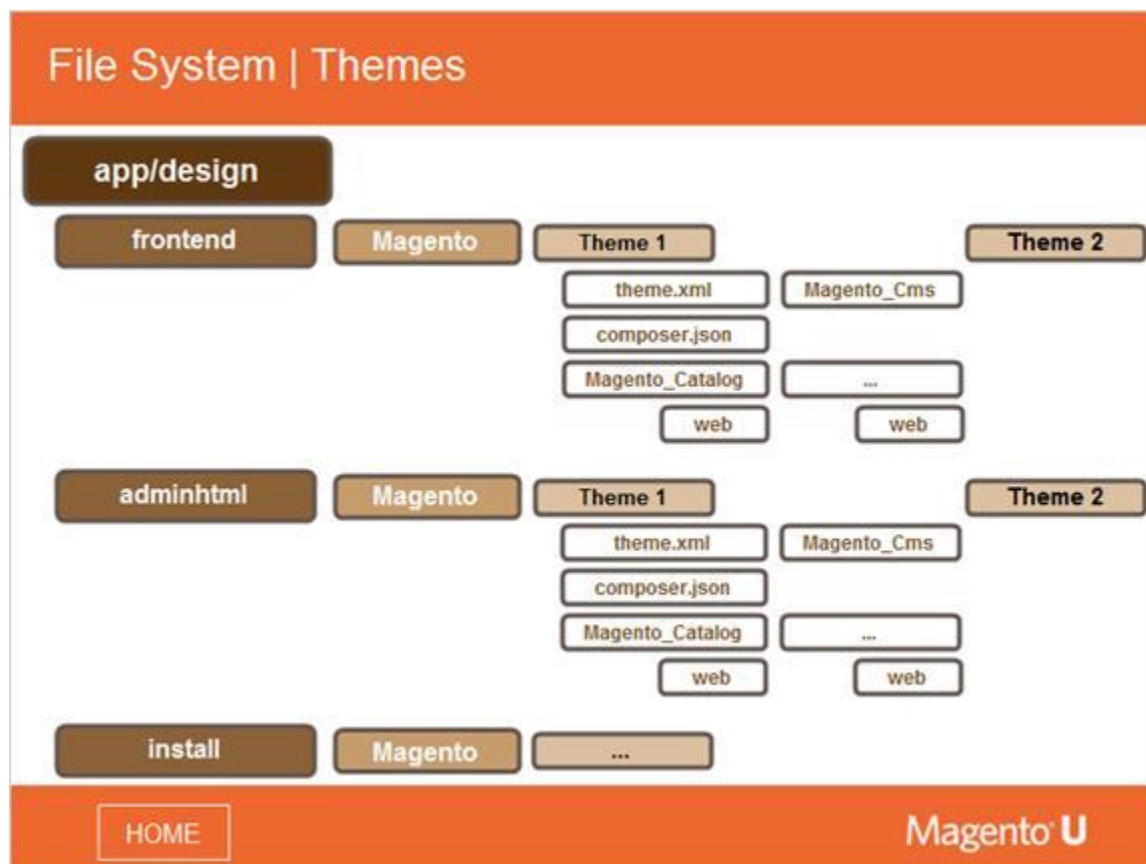 File System | Themes
app/design
frontend Magento Theme 1 Theme 2
theme.xml Magento_Cms
composer.json
Magento_Catalog ...
web web
adminhtml Magento Theme 1 Theme 2
theme.xml Magento_Cms
composer.json
Magento_Catalog ...
web web
install Magento ...
HOME Magento U